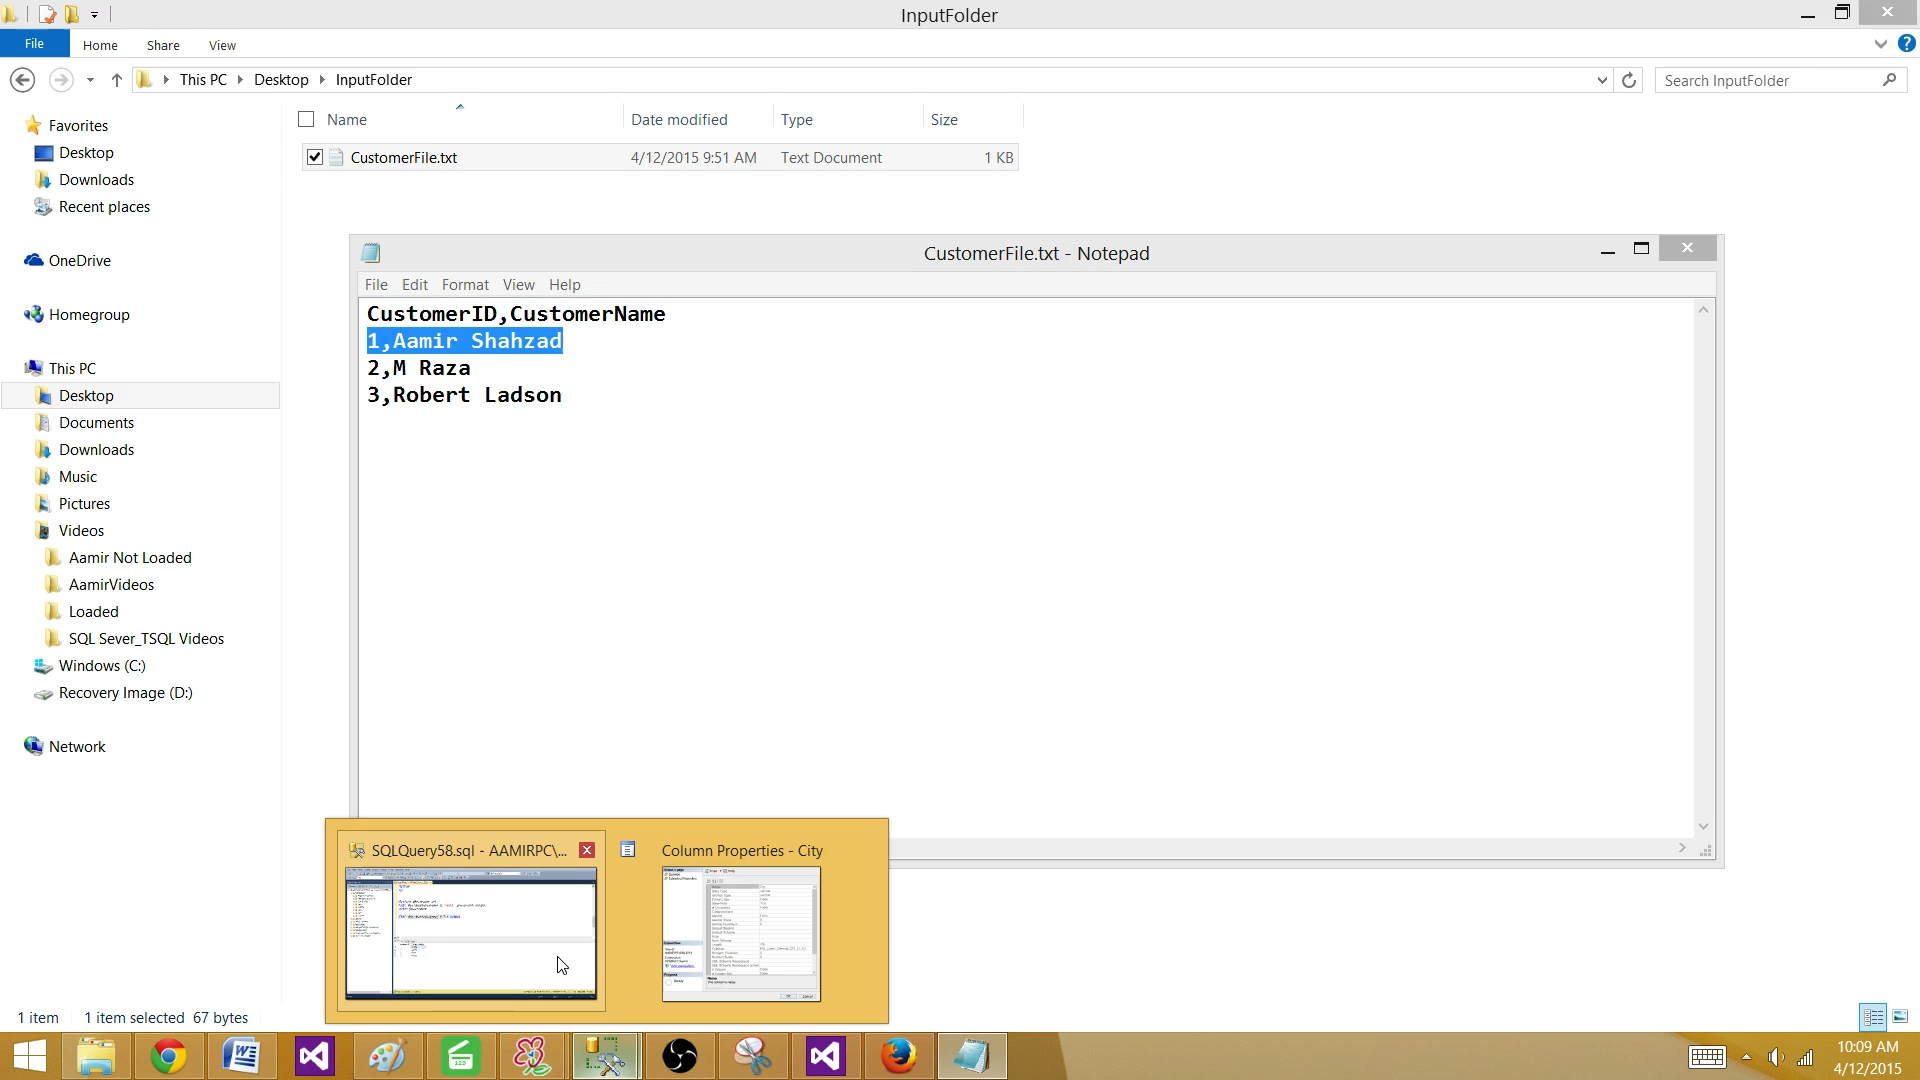 InputFolder
File Home Share View
This PC Desktop InputFolder
Search InputFolder
Name Date modified Type Size
CustomerFile.txt 4/12/2015 9:51 AM Text Document 1 KB
Favorites
Desktop
Downloads
Recent places
OneDrive
Homegroup
This PC
Desktop
Documents
Downloads
Music
Pictures
Videos
Aamir Not Loaded
AamirVideos
Loaded
SQL Sever_TSQL Videos
Windows (C:)
Recovery Image (D:)
Network
CustomerFile.txt - Notepad
File Edit Format View Help
CustomerID,CustomerName
1,Aamir Shahzad
2,M Raza
3,Robert Ladson
SQLQuery58.sql - AAMIRPC\...
Column Properties - City
1 item 1 item selected 67 bytes
10:09 AM
4/12/2015